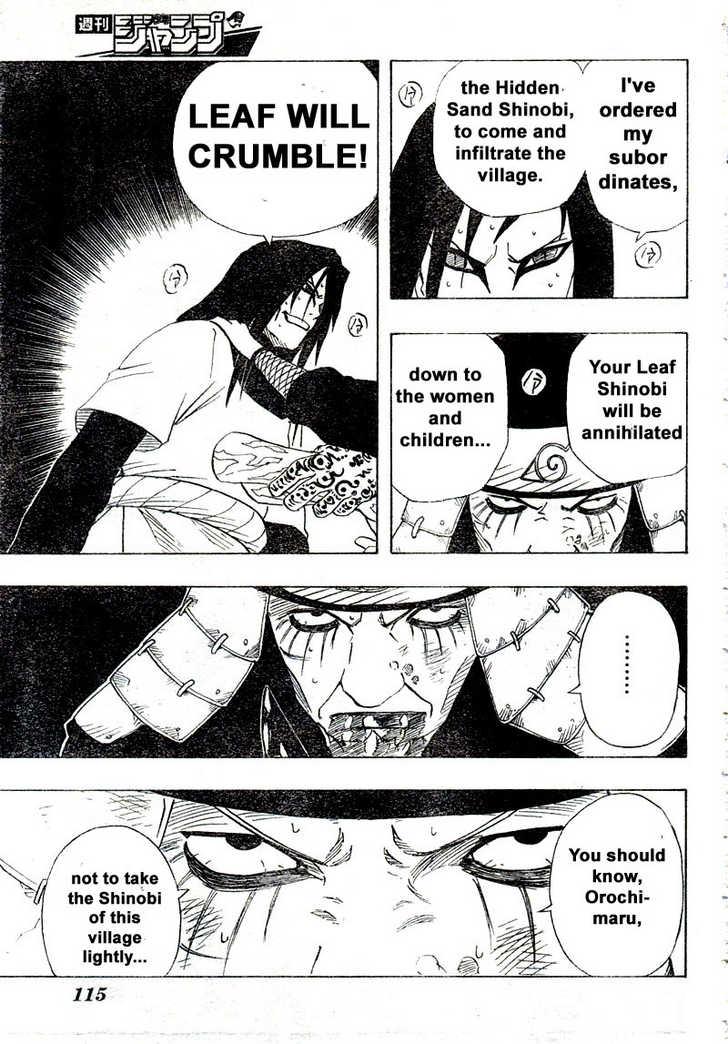 週刊
ジャンプ
I've
ordered
my
subor
dinates,
the Hidden
Sand Shinobi,
to come and
infiltrate the
village.
Your Leaf
Shinobi
will be
annihilated
down to
the women
and
children...
LEAF WILL
CRUMBLE!
.........
You should
know,
Orochi-
maru,
not to take
the Shinobi
of this
village
lightly...
115